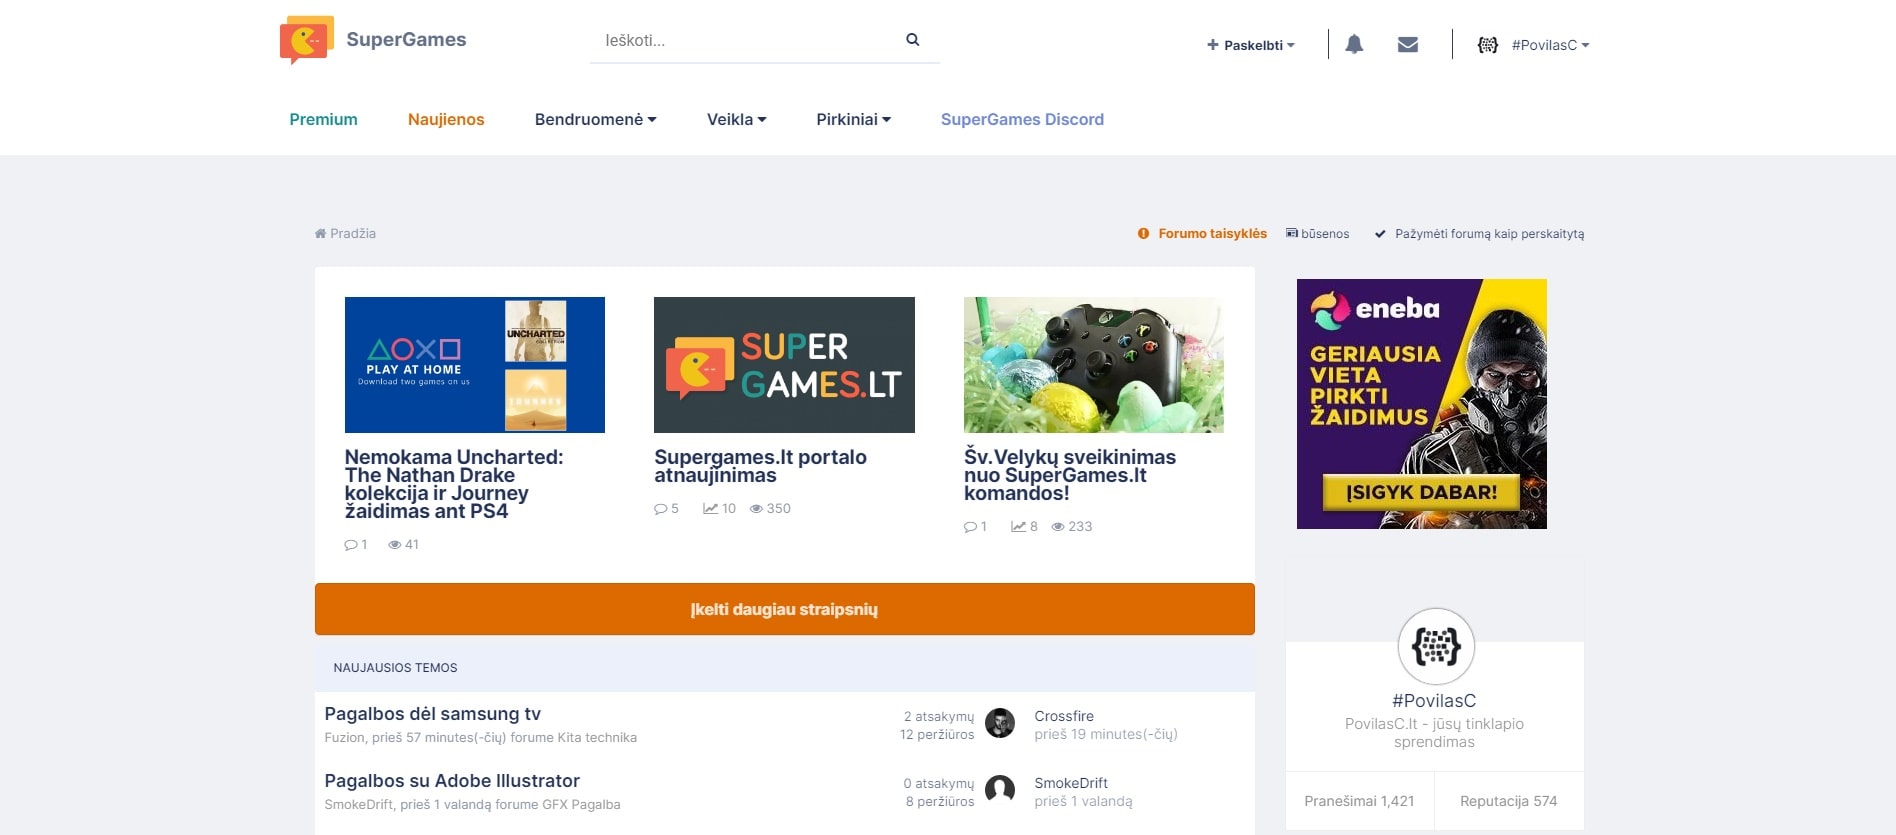 SuperGames
Ieškoti...
Paskelbti
#PovilasC
Premium
Naujienos
Bendruomenė
Veikla
Pirkiniai
SuperGames Discord
Pradžia
Forumo taisyklės
būsenos
Pažymėti forumą kaip perskaitytą
PLAY AT HOME
Download two games on us
UNCHARTED
JOURNEY
SUPER
GAMES.LT
Nemokama Uncharted:
The Nathan Drake
kolekcija ir Journey
žaidimas ant PS4
1
41
Supergames.lt portalo
atnaujinimas
5
10
350
Šv.Velykų sveikinimas
nuo SuperGames.lt
komandos!
1
8
233
eneba
GERIAUSIA
VIETA
PIRKTI
ŽAIDIMUS
ĮSIGYK DABAR!
Įkelti daugiau straipsnių
NAUJAUSIOS TEMOS
Pagalbos dėl samsung tv
Fuzion, prieš 57 minutes(-čių) forume Kita technika
2 atsakymų
12 peržiūros
Crossfire
prieš 19 minutes(-čių)
Pagalbos su Adobe Illustrator
SmokeDrift, prieš 1 valandą forume GFX Pagalba
0 atsakymų
8 peržiūros
SmokeDrift
prieš 1 valandą
#PovilasC
PovilasC.lt - jūsų tinklapio
sprendimas
Pranešimai 1,421
Reputacija 574